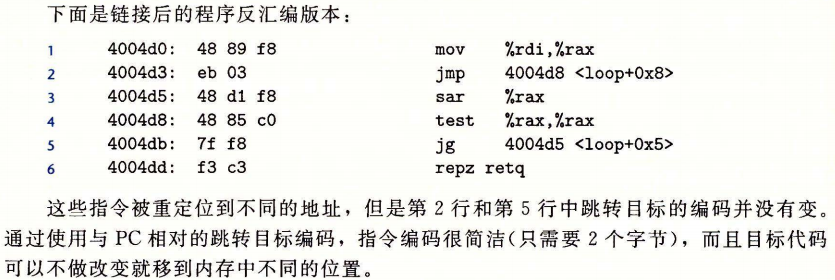 下面是链接后的程序反汇编版本：
1 4004d0: 48 89 f8 mov %rdi,%rax
2 4004d3: eb 03 jmp 4004d8 <loop+0x8>
3 4004d5: 48 d1 f8 sar %rax
4 4004d8: 48 85 c0 test %rax,%rax
5 4004db: 7f f8 jg 4004d5 <loop+0x5>
6 4004dd: f3 c3 repz retq
这些指令被重定位到不同的地址，但是第 2 行和第 5 行中跳转目标的编码并没有变。
通过使用与 PC 相对的跳转目标编码，指令编码很简洁(只需要 2 个字节)，而且目标代码
可以不做改变就移到内存中不同的位置。